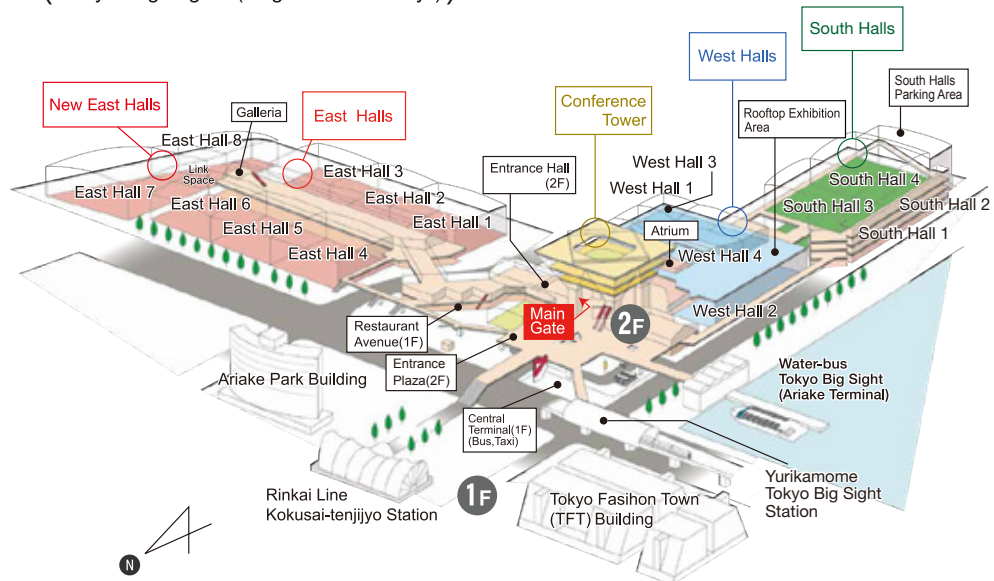 South Halls
West Halls
South Halls
Parking Area
New East Halls
East Halls
Conference
Tower
Galleria
Rooftop Exhibition
Area
East Hall 8
Link
Space
East Hall 3
Entrance Hall
(2F)
West Hall 3
West Hall 1
South Hall 4
East Hall 7
East Hall 2
East Hall 6
South Hall 3
South Hall 2
East Hall 1
East Hall 5
Atrium
South Hall 1
East Hall 4
West Hall 4
West Hall 2
Main
Gate
2F
Restaurant
Avenue(1F)
Entrance
Plaza(2F)
Ariake Park Building
Water-bus
Tokyo Big Sight
(Ariake Terminal)
Central
Terminal(1F)
(Bus,Taxi)
Rinkai Line
Kokusai-tenjijyo Station
1F
Tokyo Fasihon Town
(TFT) Building
Yurikamome
Tokyo Big Sight
Station
N